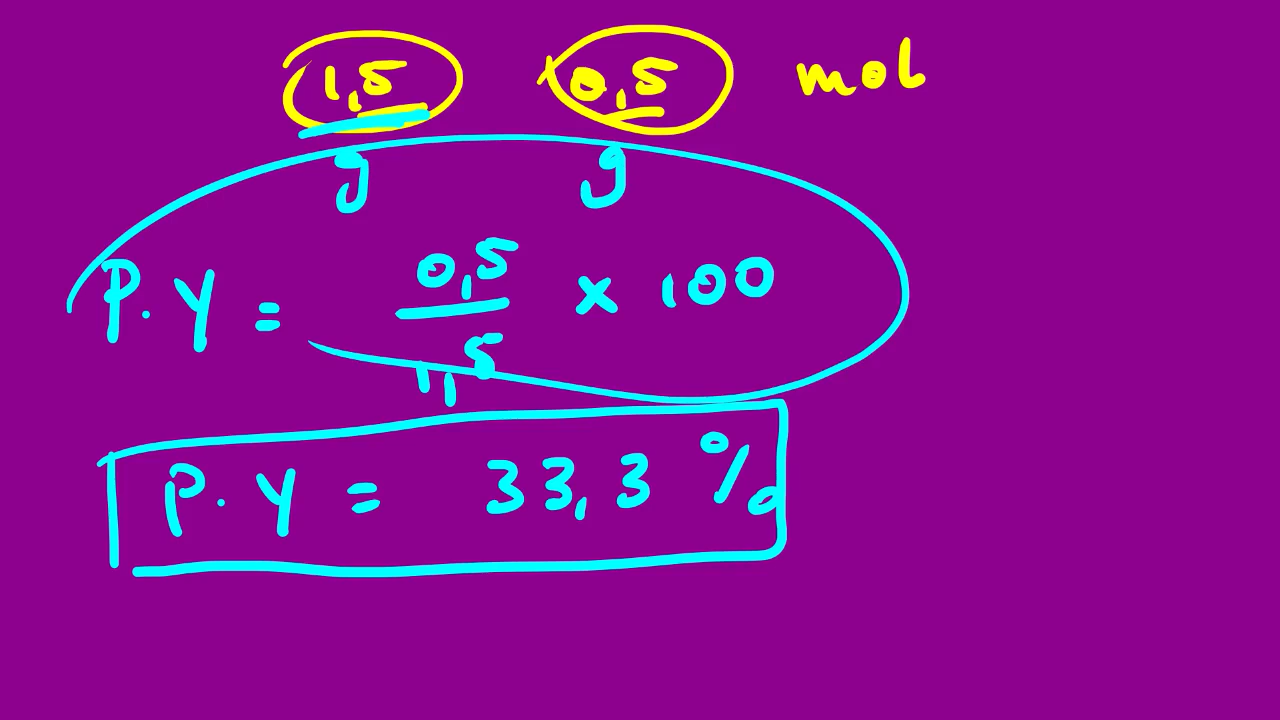 1,5 0,5 mol
g g
P.Y = 0,5 / 1,5 x 100
P.Y = 33,3 %